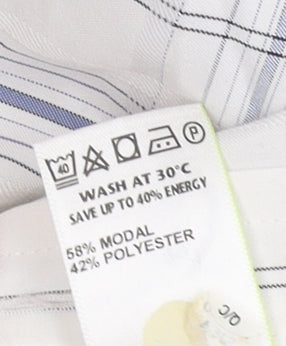 40 P
WASH AT 30°C
SAVE UP TO 40% ENERGY
58% MODAL
42% POLYESTER
Q/C